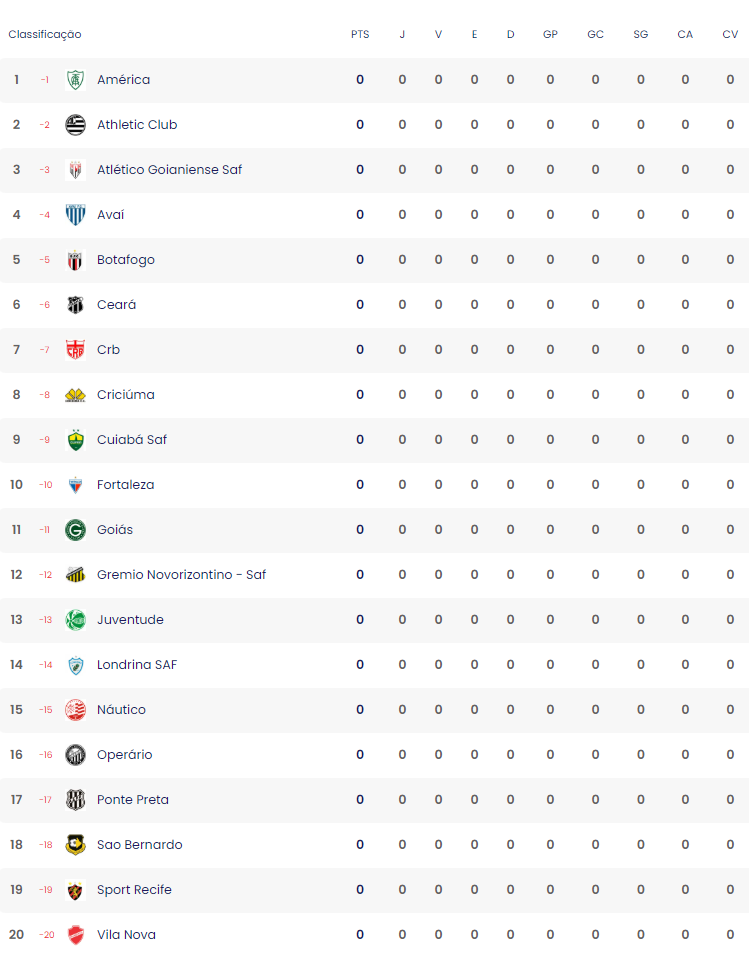 Classificação PTS J V E D GP GC SG CA CV
1 -1 América 0 0 0 0 0 0 0 0 0 0
2 -2 Athletic Club 0 0 0 0 0 0 0 0 0 0
3 -3 Atlético Goianiense Saf 0 0 0 0 0 0 0 0 0 0
4 -4 Avaí 0 0 0 0 0 0 0 0 0 0
5 -5 Botafogo 0 0 0 0 0 0 0 0 0 0
6 -6 Ceará 0 0 0 0 0 0 0 0 0 0
7 -7 Crb 0 0 0 0 0 0 0 0 0 0
8 -8 Criciúma 0 0 0 0 0 0 0 0 0 0
9 -9 Cuiabá Saf 0 0 0 0 0 0 0 0 0 0
10 -10 Fortaleza 0 0 0 0 0 0 0 0 0 0
11 -11 Goiás 0 0 0 0 0 0 0 0 0 0
12 -12 Gremio Novorizontino - Saf 0 0 0 0 0 0 0 0 0 0
13 -13 Juventude 0 0 0 0 0 0 0 0 0 0
14 -14 Londrina SAF 0 0 0 0 0 0 0 0 0 0
15 -15 Náutico 0 0 0 0 0 0 0 0 0 0
16 -16 Operário 0 0 0 0 0 0 0 0 0 0
17 -17 Ponte Preta 0 0 0 0 0 0 0 0 0 0
18 -18 Sao Bernardo 0 0 0 0 0 0 0 0 0 0
19 -19 Sport Recife 0 0 0 0 0 0 0 0 0 0
20 -20 Vila Nova 0 0 0 0 0 0 0 0 0 0